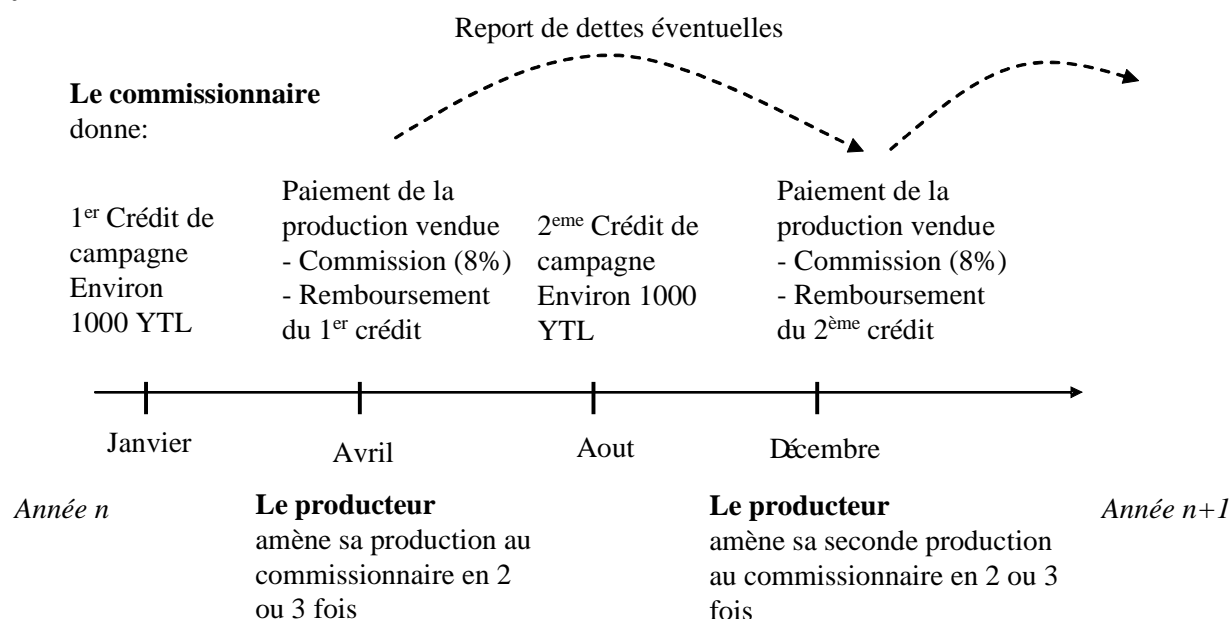 Report de dettes éventuelles
Le commissionnaire
donne:
1er Crédit de
campagne
Environ
1000 YTL
Paiement de la
production vendue
- Commission (8%)
- Remboursement
du 1er crédit
2eme Crédit de
campagne
Environ 1000
YTL
Paiement de la
production vendue
- Commission (8%)
- Remboursement
du 2ème crédit
Janvier
Avril
Aout
Décembre
Année n
Le producteur
amène sa production au
commissionnaire en 2
ou 3 fois
Le producteur
amène sa seconde production
au commissionnaire en 2 ou 3
fois
Année n+1